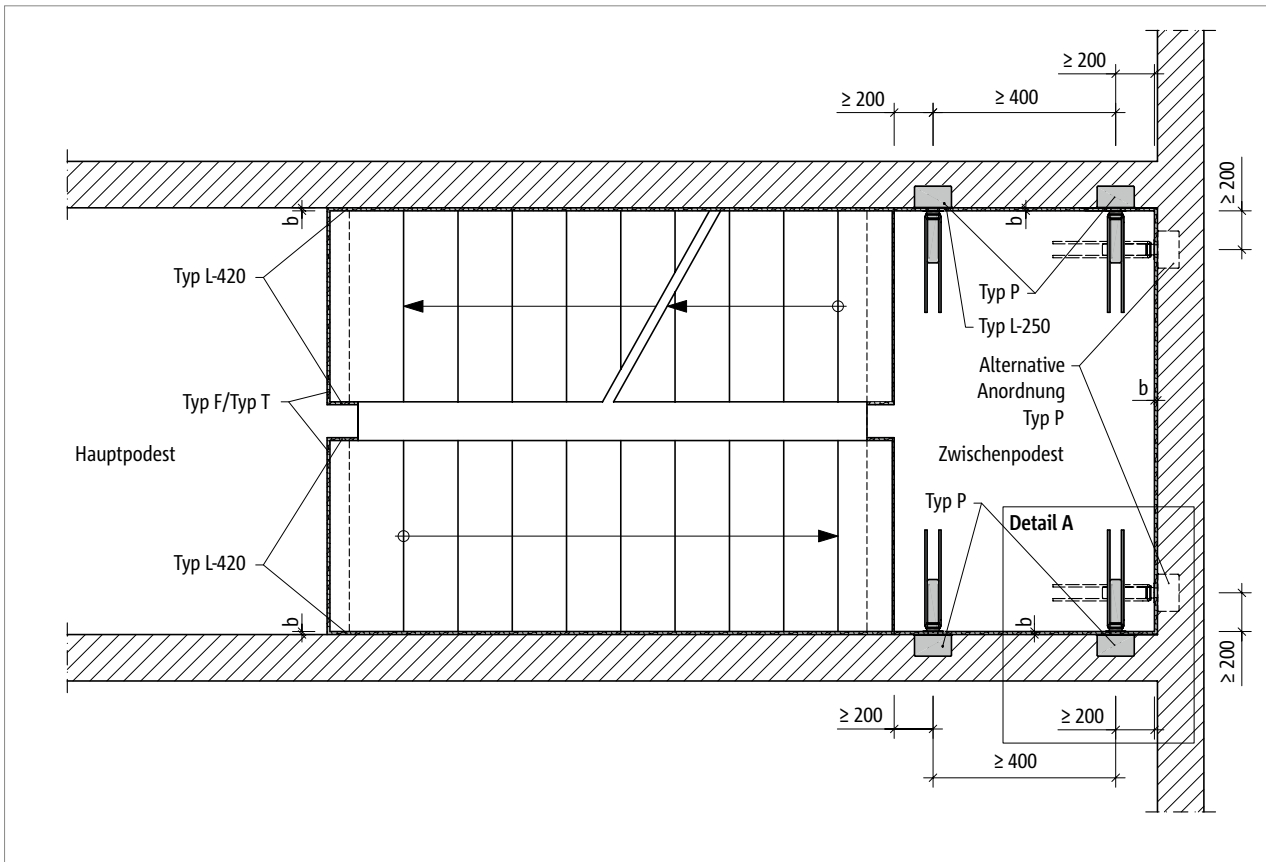 ≥ 200
≥ 200
≥ 400
≥ 200
b
b
Typ L-420
Typ P
Typ L-250
Alternative
Anordnung
Typ P
b
Typ F/Typ T
Hauptpodest
Zwischenpodest
Typ P
Detail A
Typ L-420
b
b
≥ 200
≥ 200
≥ 200
≥ 400